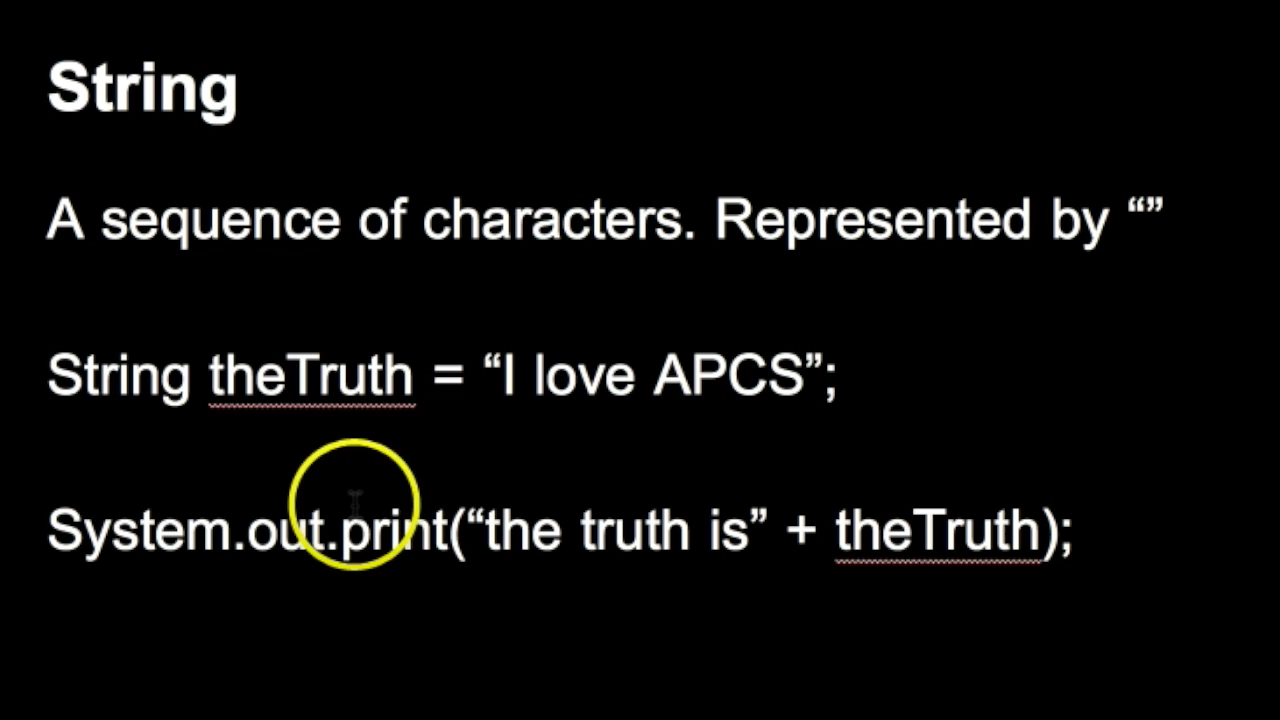 String
A sequence of characters. Represented by “”
String theTruth = “I love APCS”;
System.out.print(“the truth is” + theTruth);